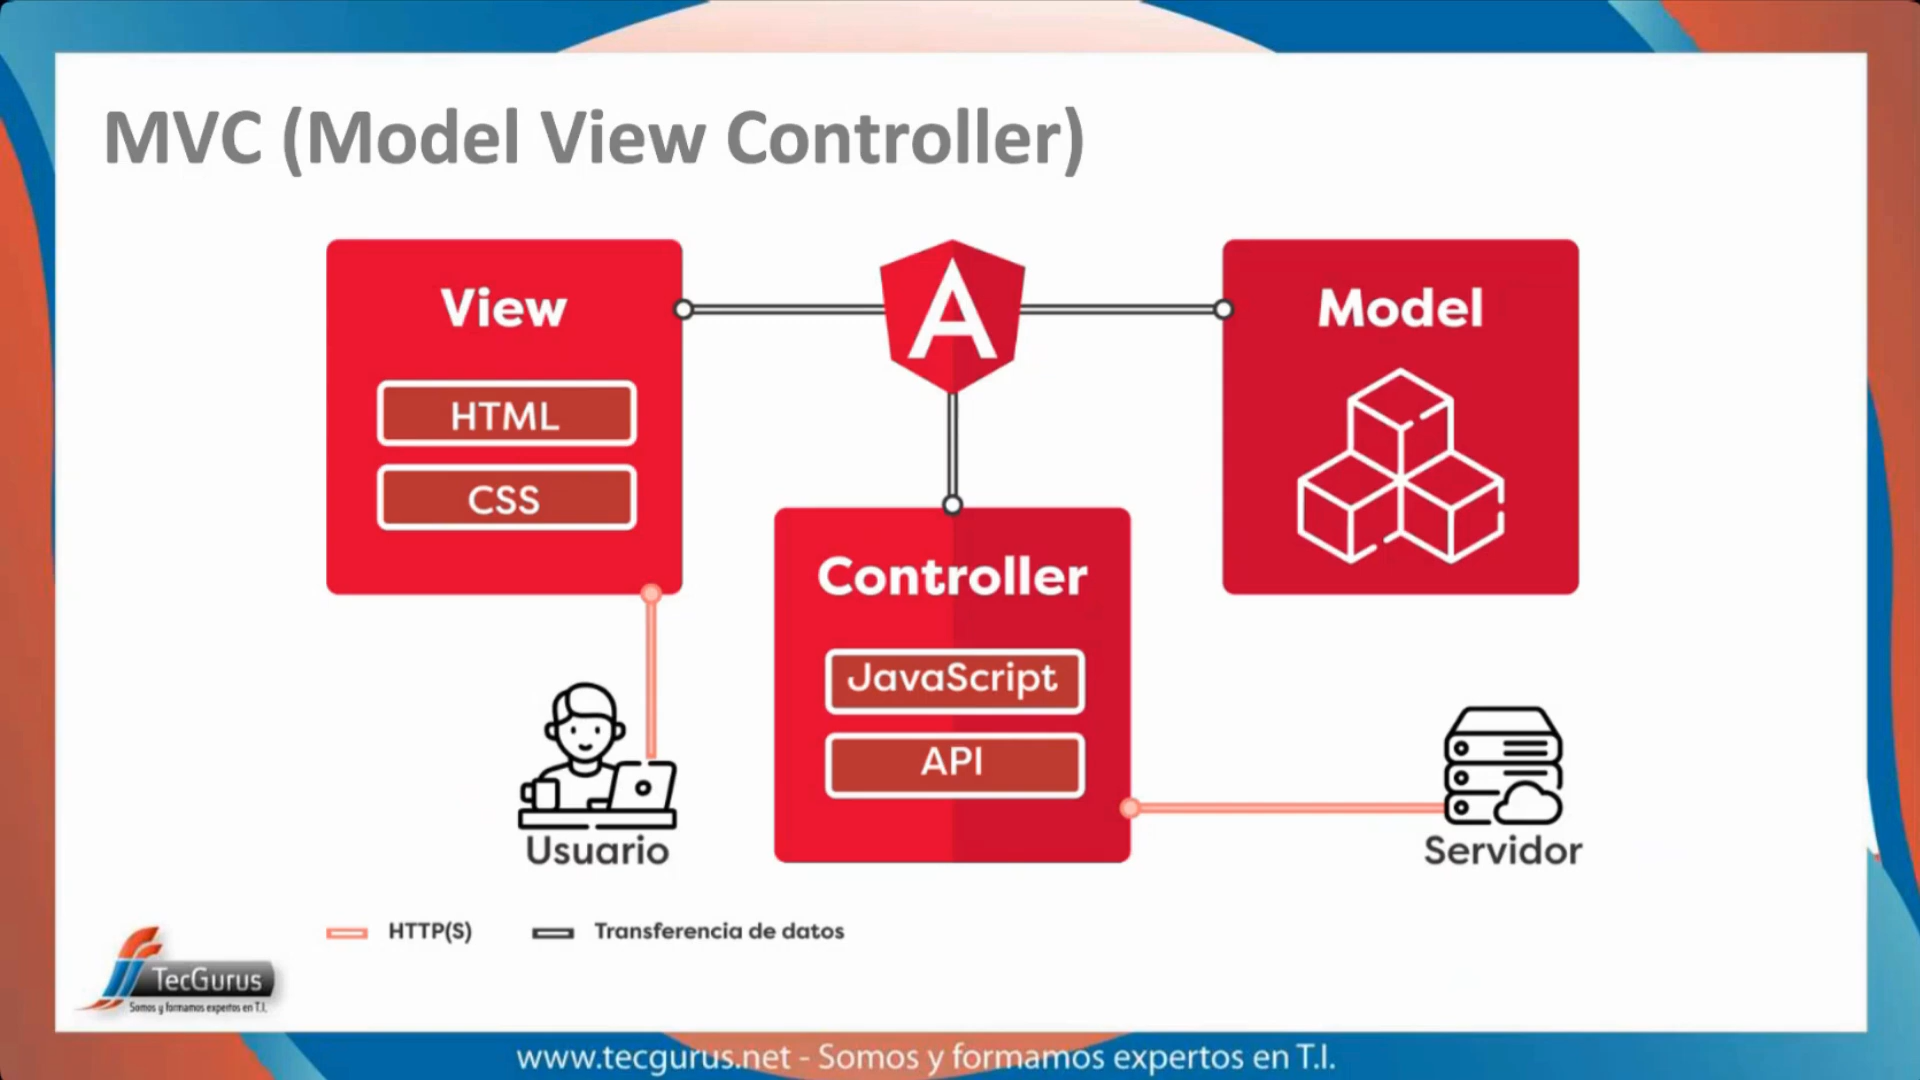 MVC (Model View Controller)
View
HTML
CSS
A
Model
Controller
JavaScript
API
Usuario
Servidor
HTTP(S)
Transferencia de datos
TecGurus
Somos y formamos expertos en T.I.
www.tecgurus.net - Somos y formamos expertos en T.I.